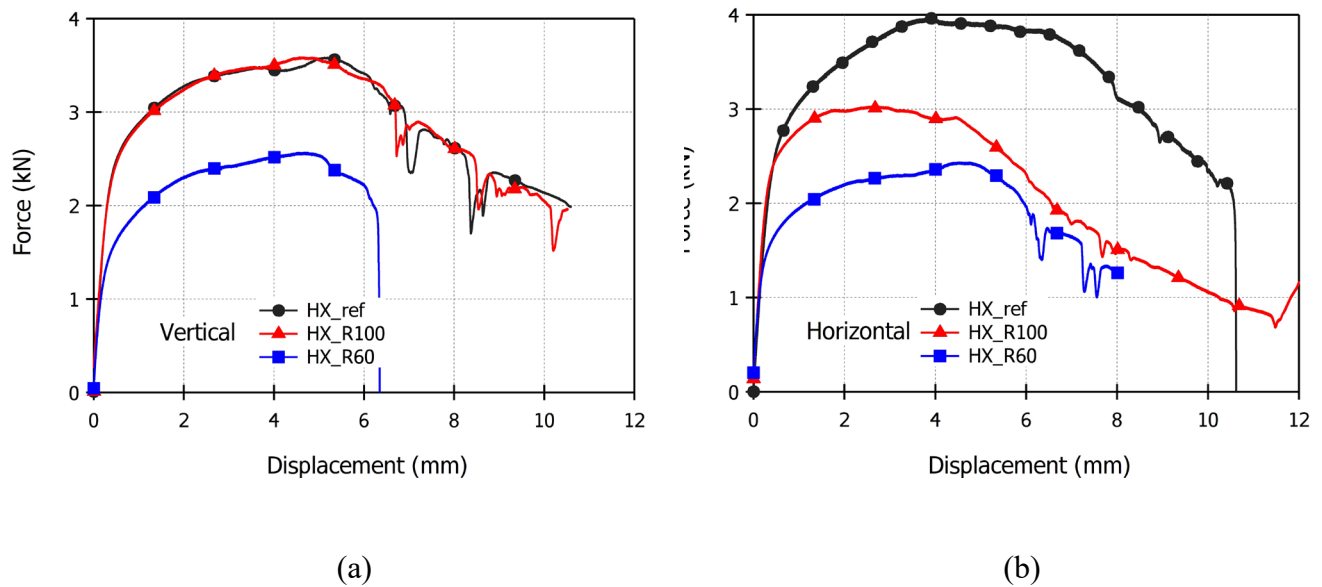 (a)
4
3
2
1
0
Force (kN)
Vertical
HX_ref
HX_R100
HX_R60
0
2
4
6
8
10
12
Displacement (mm)
(b)
4
3
2
1
0
Force (kN)
Horizontal
HX_ref
HX_R100
HX_R60
0
2
4
6
8
10
12
Displacement (mm)
(a)
(b)